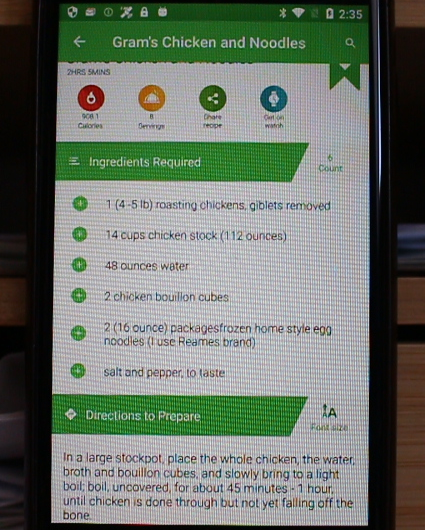 2:35
Gram's Chicken and Noodles
2HRS 5MINS
Calories
8
Servings
Share
recipe
Get on
watch
Ingredients Required
6
Count
1 (4-5 lb) roasting chickens, giblets removed
14 cups chicken stock (112 ounces)
48 ounces water
2 chicken bouillon cubes
2 (16 ounce) packagesfrozen home style egg
noodles (I use Reames brand)
salt and pepper, to taste
Directions to Prepare
Font size
In a large stockpot, place the whole chicken, the water,
broth and bouillon cubes, and slowly bring to a light
boil; boil, uncovered, for about 45 minutes - 1 hour,
until chicken is done through but not yet falling off the
bone